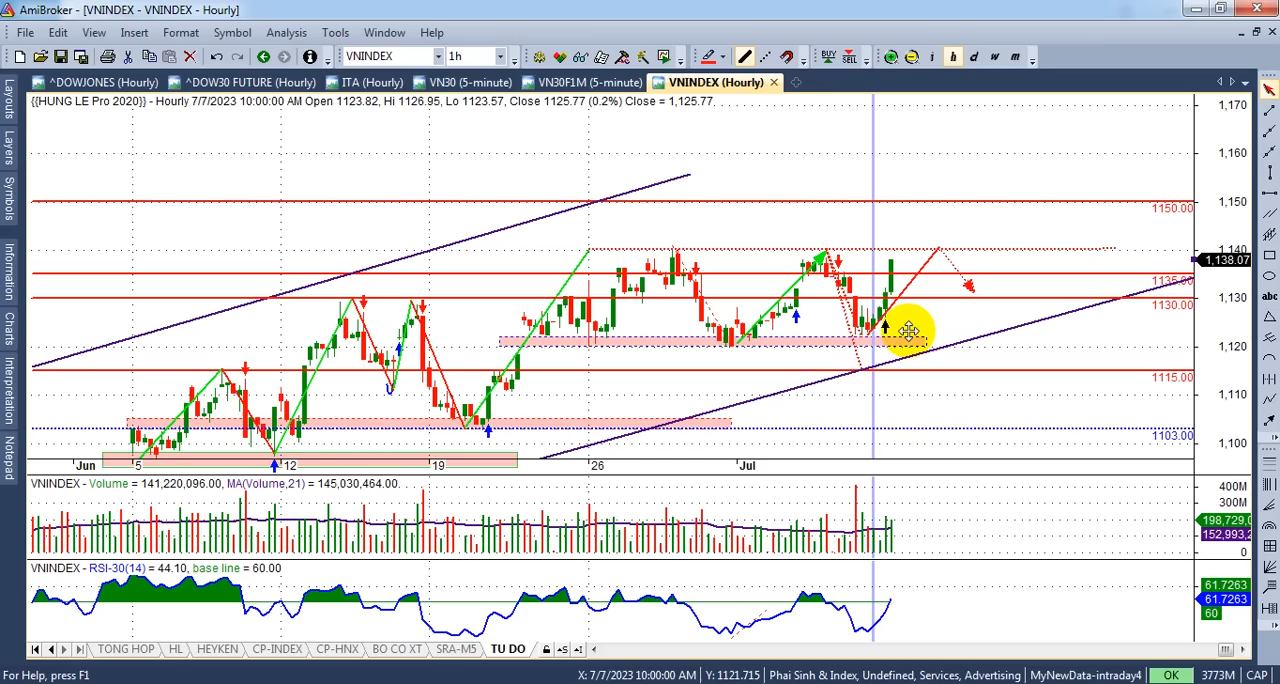 AmiBroker - [VNINDEX - VNINDEX - Hourly]
File Edit View Insert Format Symbol Analysis Tools Window Help
VNINDEX 1h BUY SELL i h d w m
^DOWJONES (Hourly) ^DOW30 FUTURE (Hourly) ITA (Hourly) VN30 (5-minute) VN30F1M (5-minute) VNINDEX (Hourly)
{{HUNG LE Pro 2020}} - Hourly 7/7/2023 10:00:00 AM Open 1123.82, Hi 1126.95, Lo 1123.57, Close 1125.77 (0.2%) Close = 1,125.77
Layouts
Layers
Symbols
Information
Charts
Interpretation
Notepad
1,170
1,160
1,150
1150.00
1,140
1,138.07
1135.00
1,130
1130.00
1,120
1115.00
1,110
1103.00
1,100
U
Jun 5 12 19 26 Jul
VNINDEX - Volume = 141,220,096.00, MA(Volume,21) = 145,030,464.00
400M
300M
198,729,0
152,993,2
0
VNINDEX - RSI-30(14) = 44.10, base line = 60.00
61.7263
61.7263
60
abc
TONG HOP HL HEYKEN CP-INDEX CP-HNX BO CO XT SRA-M5 TU DO
For Help, press F1 X: 7/7/2023 10:00:00 AM Y: 1121.715 Phai Sinh & Index, Undefined, Services, Advertising MyNewData-intraday4 OK 3773M CAP